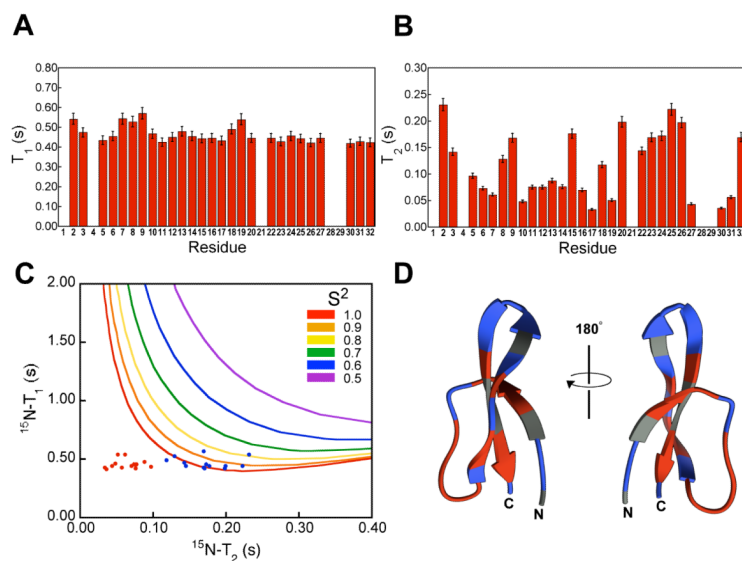 A
B
0.80
0.70
0.60
0.50
0.40
0.30
0.20
0.10
0.00
T1 (s)
1 2 3 4 5 6 7 8 9 10 11 12 13 14 15 16 17 18 19 20 21 22 23 24 25 26 27 28 29 30 31 32
Residue
0.30
0.25
0.20
0.15
0.10
0.05
0.00
T2 (s)
1 2 3 4 5 6 7 8 9 10 11 12 13 14 15 16 17 18 19 20 21 22 23 24 25 26 27 28 29 30 31 32
Residue
C
2.00
1.50
1.00
0.50
0.00
15N-T1 (s)
S2
1.0
0.9
0.8
0.7
0.6
0.5
0.00 0.10 0.20 0.30 0.40
15N-T2 (s)
D
180°
C
N
N
C